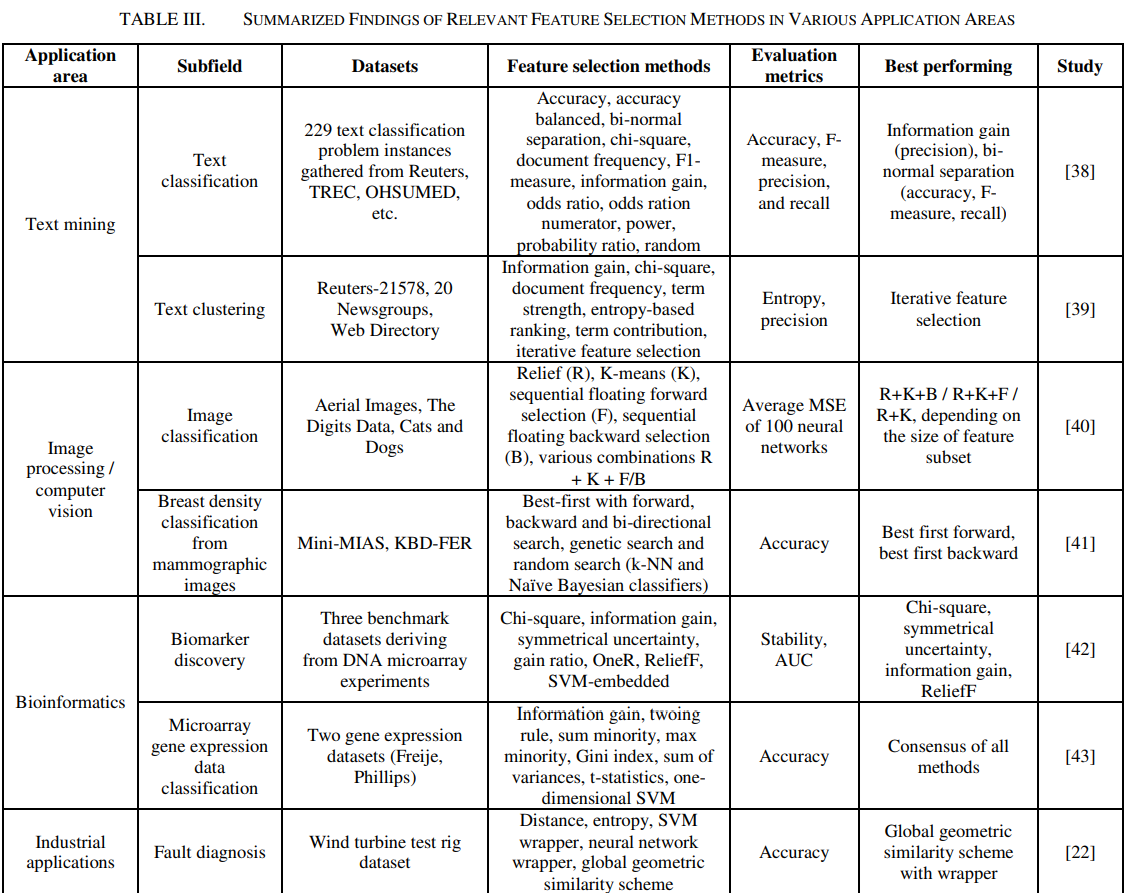 TABLE III. SUMMARIZED FINDINGS OF RELEVANT FEATURE SELECTION METHODS IN VARIOUS APPLICATION AREAS
Application
area
Subfield
Datasets
Feature selection methods
Evaluation
metrics
Best performing
Study
Text mining
Text
classification
229 text classification
problem instances
gathered from Reuters,
TREC, OHSUMED,
etc.
Accuracy, accuracy
balanced, bi-normal
separation, chi-square,
document frequency, F1-
measure, information gain,
odds ratio, odds ration
numerator, power,
probability ratio, random
Accuracy, F-
measure,
precision,
and recall
Information gain
(precision), bi-
normal separation
(accuracy, F-
measure, recall)
[38]
Text clustering
Reuters-21578, 20
Newsgroups,
Web Directory
Information gain, chi-square,
document frequency, term
strength, entropy-based
ranking, term contribution,
iterative feature selection
Entropy,
precision
Iterative feature
selection
[39]
Image
processing /
computer
vision
Image
classification
Aerial Images, The
Digits Data, Cats and
Dogs
Relief (R), K-means (K),
sequential floating forward
selection (F), sequential
floating backward selection
(B), various combinations R
+ K + F/B
Average MSE
of 100 neural
networks
R+K+B / R+K+F /
R+K, depending on
the size of feature
subset
[40]
Breast density
classification
from
mammographic
images
Mini-MIAS, KBD-FER
Best-first with forward,
backward and bi-directional
search, genetic search and
random search (k-NN and
Naïve Bayesian classifiers)
Accuracy
Best first forward,
best first backward
[41]
Bioinformatics
Biomarker
discovery
Three benchmark
datasets deriving
from DNA microarray
experiments
Chi-square, information gain,
symmetrical uncertainty,
gain ratio, OneR, ReliefF,
SVM-embedded
Stability,
AUC
Chi-square,
symmetrical
uncertainty,
information gain,
ReliefF
[42]
Microarray
gene expression
data
classification
Two gene expression
datasets (Freije,
Phillips)
Information gain, twoing
rule, sum minority, max
minority, Gini index, sum of
variances, t-statistics, one-
dimensional SVM
Accuracy
Consensus of all
methods
[43]
Industrial
applications
Fault diagnosis
Wind turbine test rig
dataset
Distance, entropy, SVM
wrapper, neural network
wrapper, global geometric
similarity scheme
Accuracy
Global geometric
similarity scheme
with wrapper
[22]